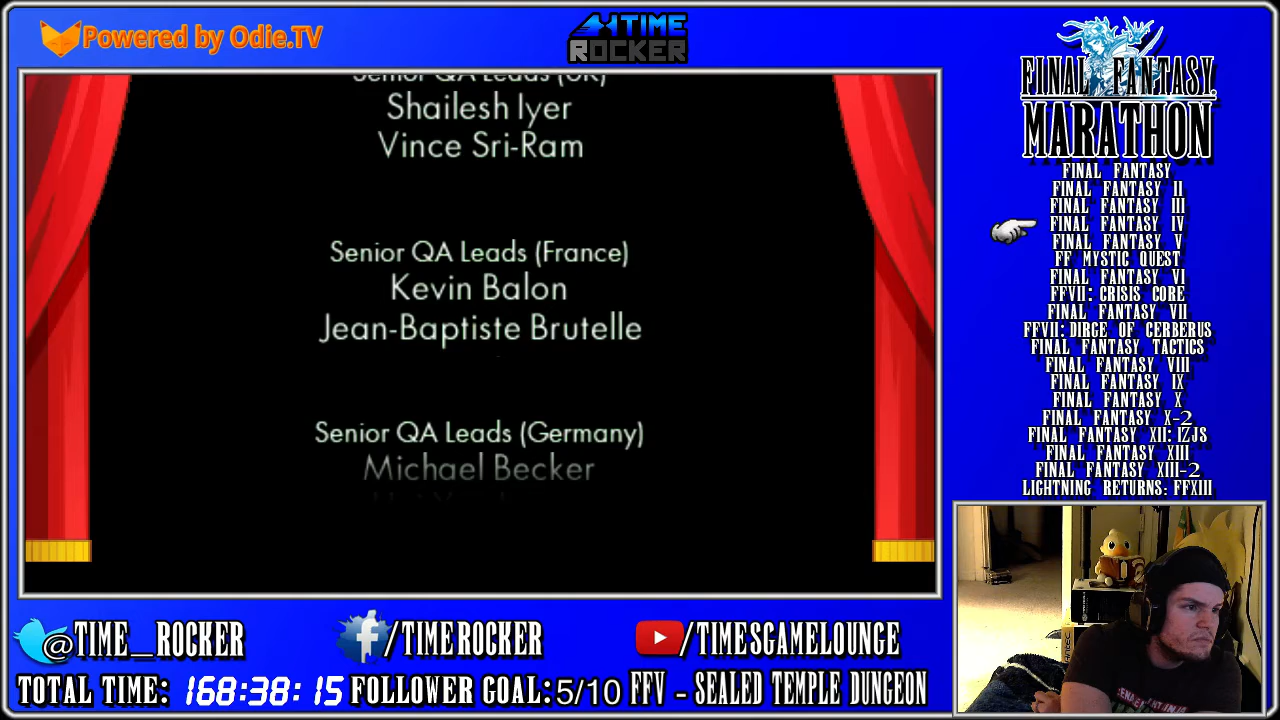 Powered by Odie.TV
TIME
ROCKER
Senior QA Leads (UK)
Shailesh Iyer
Vince Sri-Ram
Senior QA Leads (France)
Kevin Balon
Jean-Baptiste Brutelle
Senior QA Leads (Germany)
Michael Becker
FINAL FANTASY
MARATHON
FINAL FANTASY
FINAL FANTASY II
FINAL FANTASY III
FINAL FANTASY IV
FINAL FANTASY V
FF MYSTIC QUEST
FINAL FANTASY VI
FFVII: CRISIS CORE
FINAL FANTASY VII
FFVII: DIRGE OF CERBERUS
FINAL FANTASY TACTICS
FINAL FANTASY VIII
FINAL FANTASY IX
FINAL FANTASY X
FINAL FANTASY X-2
FINAL FANTASY XII: IZJS
FINAL FANTASY XIII
FINAL FANTASY XIII-2
LIGHTNING RETURNS: FFXIII
@TIME_ROCKER
/TIMEROCKER
/TIMESGAMELOUNGE
TOTAL TIME: 168:38:15
FOLLOWER GOAL: 5/10
FFV - SEALED TEMPLE DUNGEON